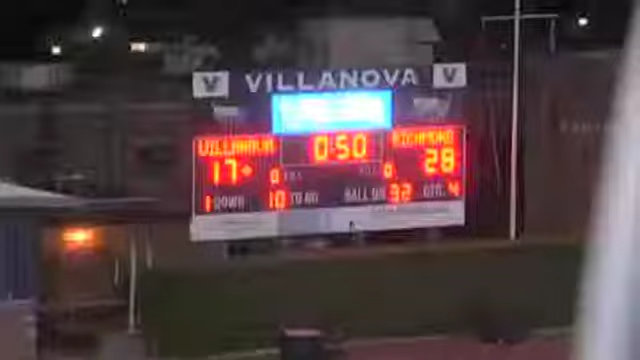 V VILLANOVA V
VILLANOVA 0:50 RICHMOND
17 0 0 28
1 DOWN 10 TO GO BALL ON 32 QTR. 4